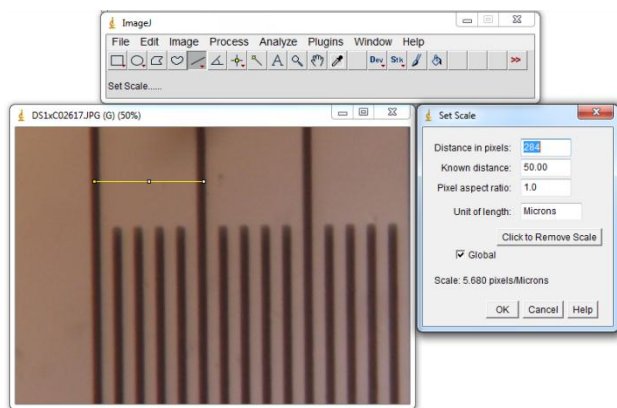 ImageJ
File Edit Image Process Analyze Plugins Window Help
A Dev Stk >>
Set Scale......
DS1xC02617.JPG (G) (50%)
Set Scale
Distance in pixels: 284
Known distance: 50.00
Pixel aspect ratio: 1.0
Unit of length: Microns
Click to Remove Scale
Global
Scale: 5.680 pixels/Microns
OK Cancel Help